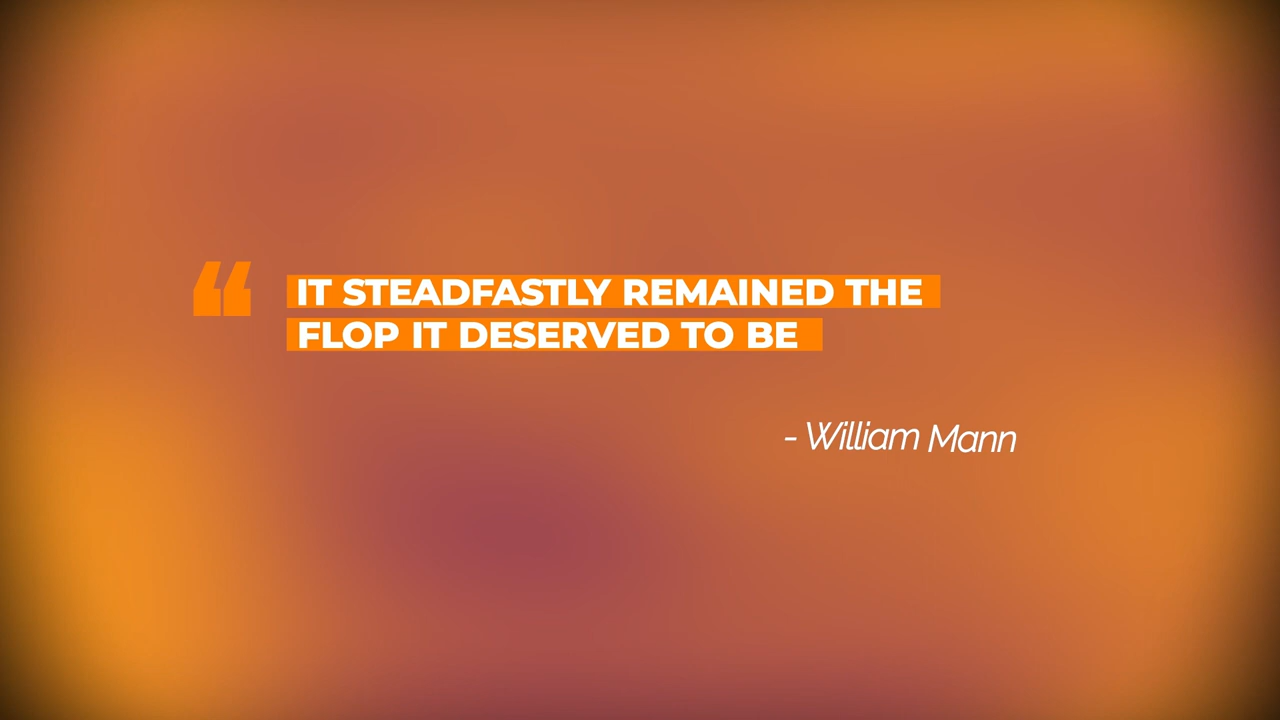 ❝ IT STEADFASTLY REMAINED THE
FLOP IT DESERVED TO BE
- William Mann